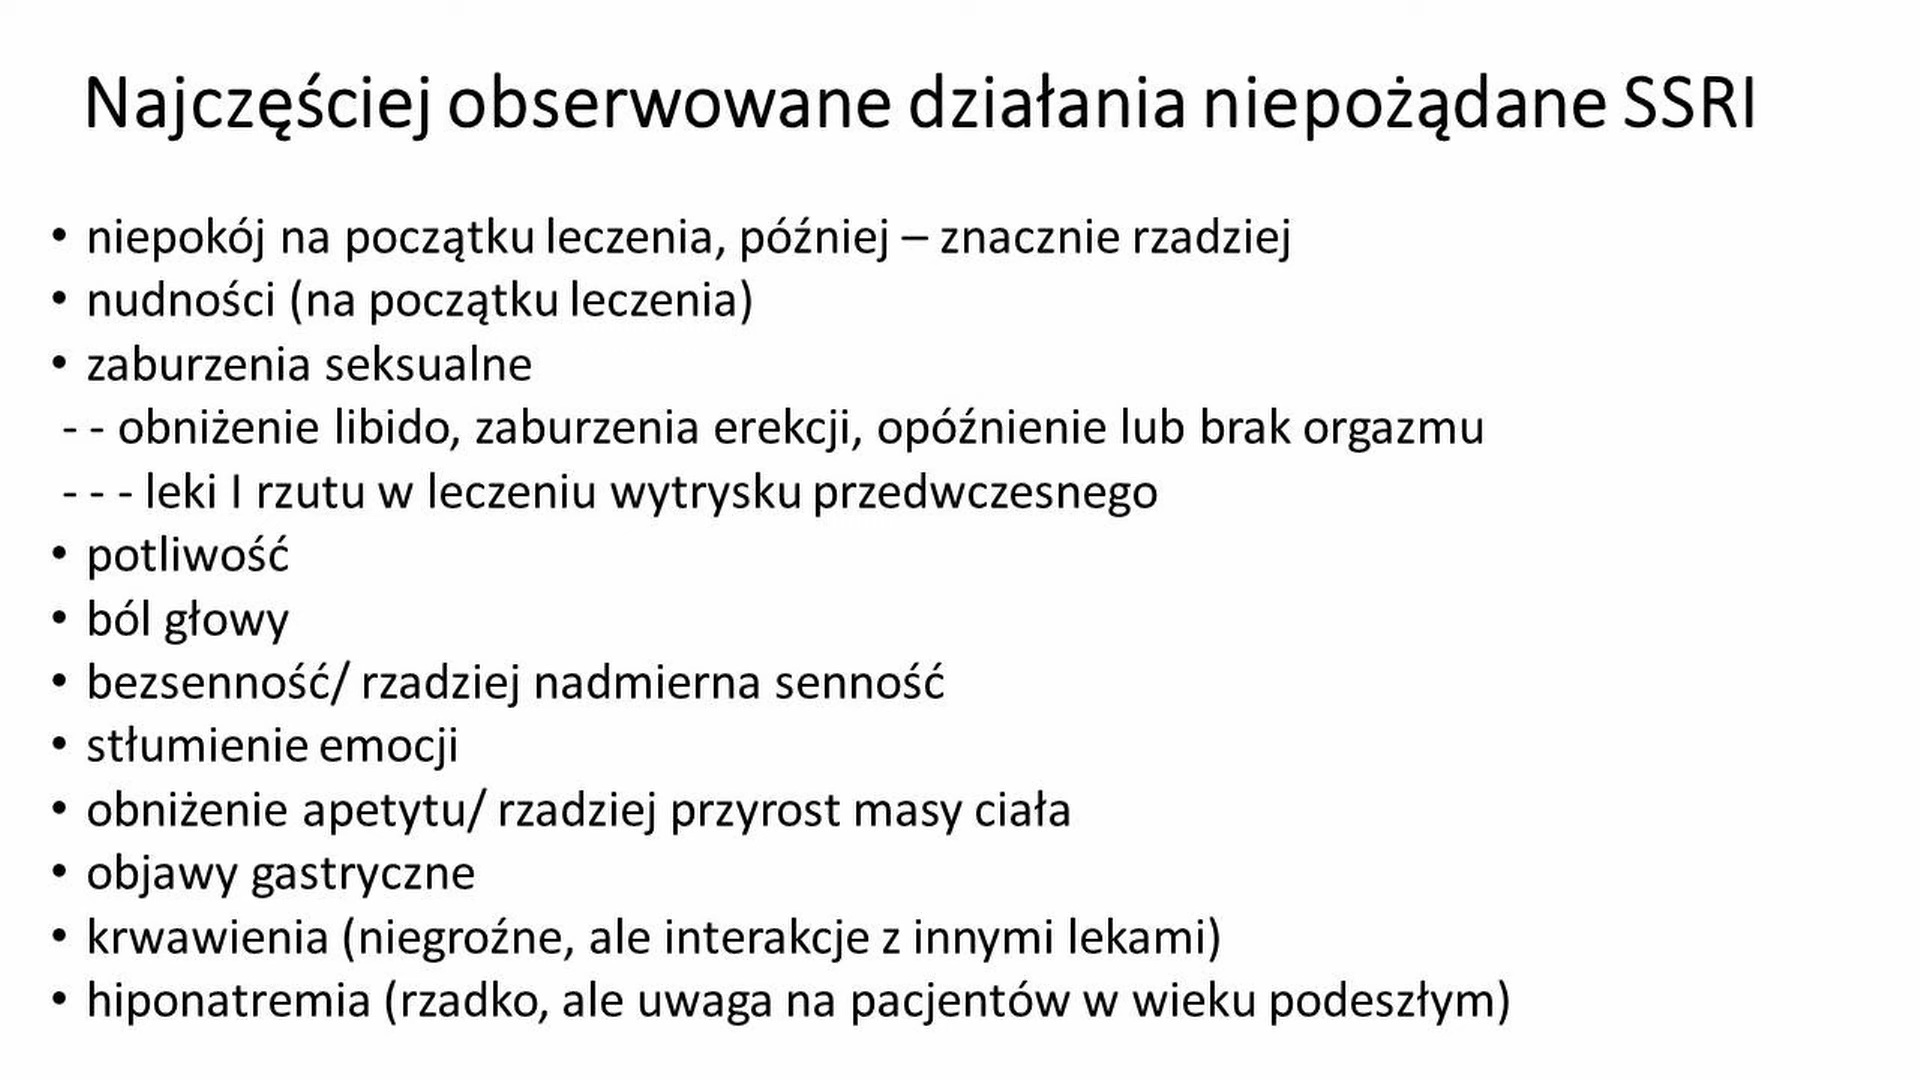 Najczęściej obserwowane działania niepożądane SSRI
• niepokój na początku leczenia, później – znacznie rzadziej
• nudności (na początku leczenia)
• zaburzenia seksualne
- - obniżenie libido, zaburzenia erekcji, opóźnienie lub brak orgazmu
- - - leki I rzutu w leczeniu wytrysku przedwczesnego
• potliwość
• ból głowy
• bezsenność/ rzadziej nadmierna senność
• stłumienie emocji
• obniżenie apetytu/ rzadziej przyrost masy ciała
• objawy gastryczne
• krwawienia (niegroźne, ale interakcje z innymi lekami)
• hiponatremia (rzadko, ale uwaga na pacjentów w wieku podeszłym)